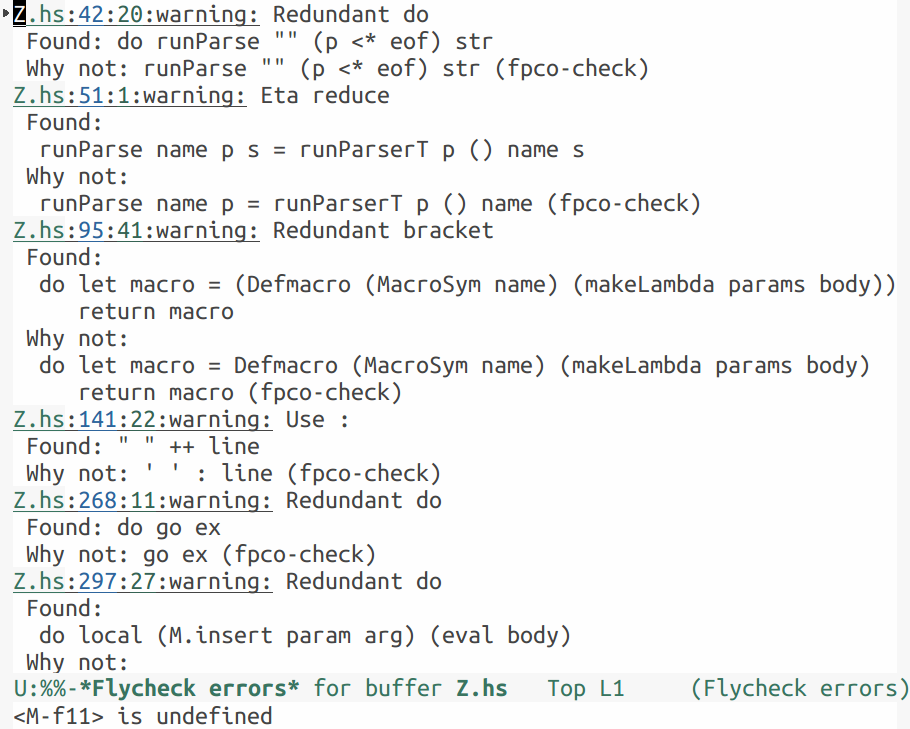 Z.hs:42:20:warning: Redundant do
Found: do runParse "" (p <* eof) str
Why not: runParse "" (p <* eof) str (fpco-check)
Z.hs:51:1:warning: Eta reduce
Found:
runParse name p s = runParserT p () name s
Why not:
runParse name p = runParserT p () name (fpco-check)
Z.hs:95:41:warning: Redundant bracket
Found:
do let macro = (Defmacro (MacroSym name) (makeLambda params body))
return macro
Why not:
do let macro = Defmacro (MacroSym name) (makeLambda params body)
return macro (fpco-check)
Z.hs:141:22:warning: Use :
Found: " " ++ line
Why not: ' ' : line (fpco-check)
Z.hs:268:11:warning: Redundant do
Found: do go ex
Why not: go ex (fpco-check)
Z.hs:297:27:warning: Redundant do
Found:
do local (M.insert param arg) (eval body)
Why not:
U:%%-*Flycheck errors* for buffer Z.hs Top L1 (Flycheck errors)
<M-f11> is undefined